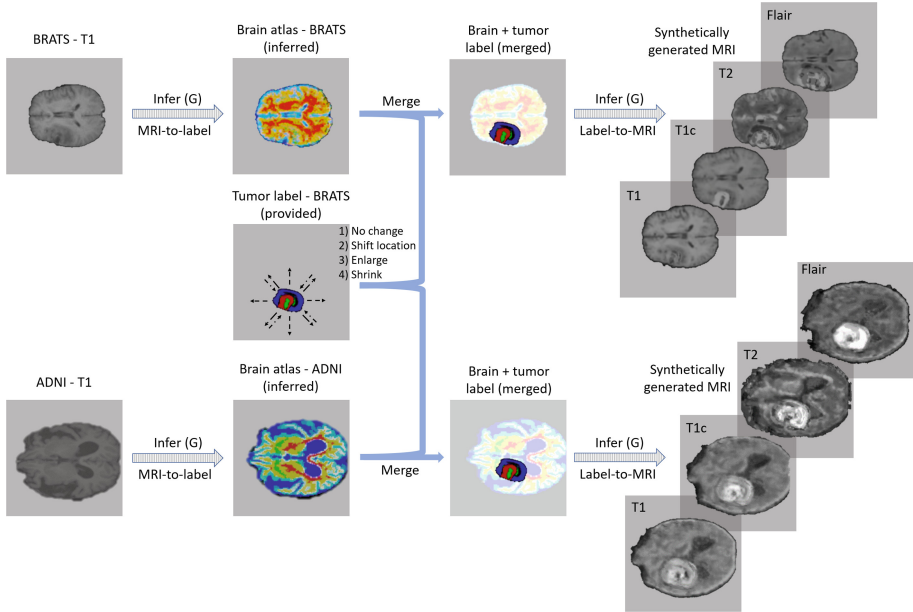 BRATS - T1
Infer (G)
MRI-to-label
Brain atlas - BRATS
(inferred)
Merge
Brain + tumor
label (merged)
Infer (G)
Label-to-MRI
Synthetically
generated MRI
Flair
T2
T1c
T1
Tumor label - BRATS
(provided)
1) No change
2) Shift location
3) Enlarge
4) Shrink
ADNI - T1
Infer (G)
MRI-to-label
Brain atlas - ADNI
(inferred)
Merge
Brain + tumor
label (merged)
Infer (G)
Label-to-MRI
Synthetically
generated MRI
Flair
T2
T1c
T1